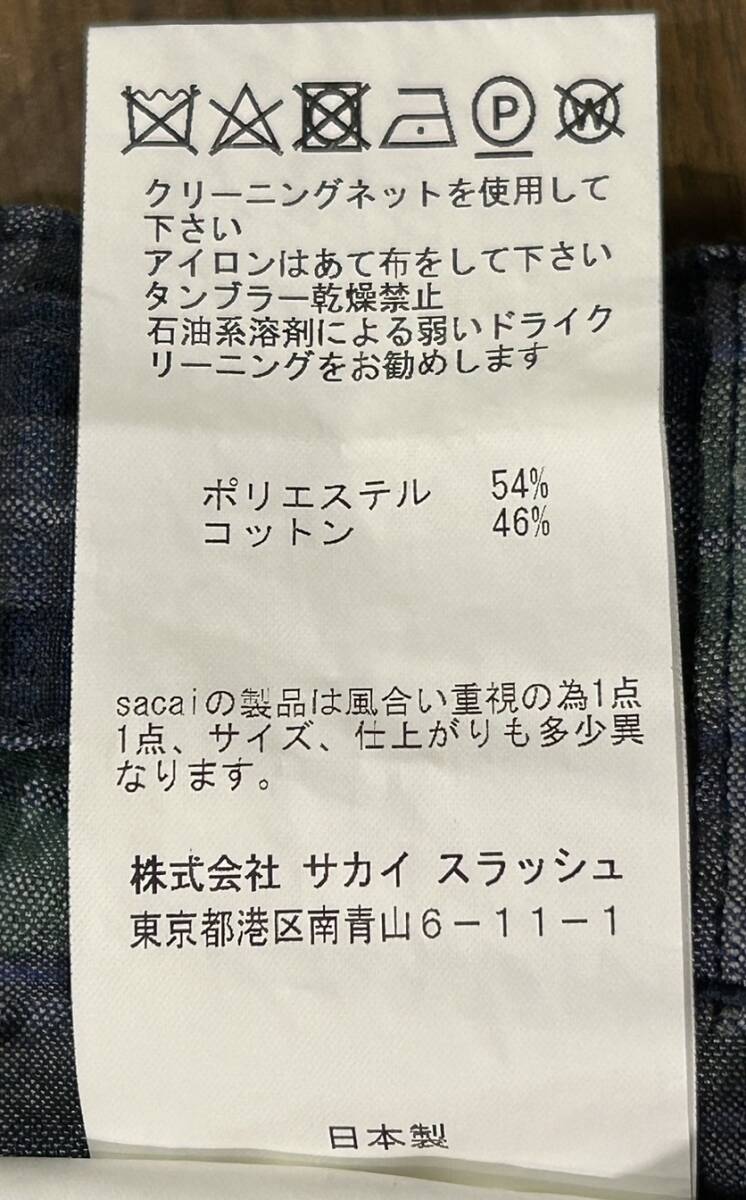 P W
クリーニングネットを使用して
下さい
アイロンはあて布をして下さい
タンブラー乾燥禁止
石油系溶剤による弱いドライク
リーニングをお勧めします
ポリエステル 54%
コットン 46%
sacaiの製品は風合い重視の為1点
1点、サイズ、仕上がりも多少異
なります。
株式会社 サカイ スラッシュ
東京都港区南青山6-11-1
日本製